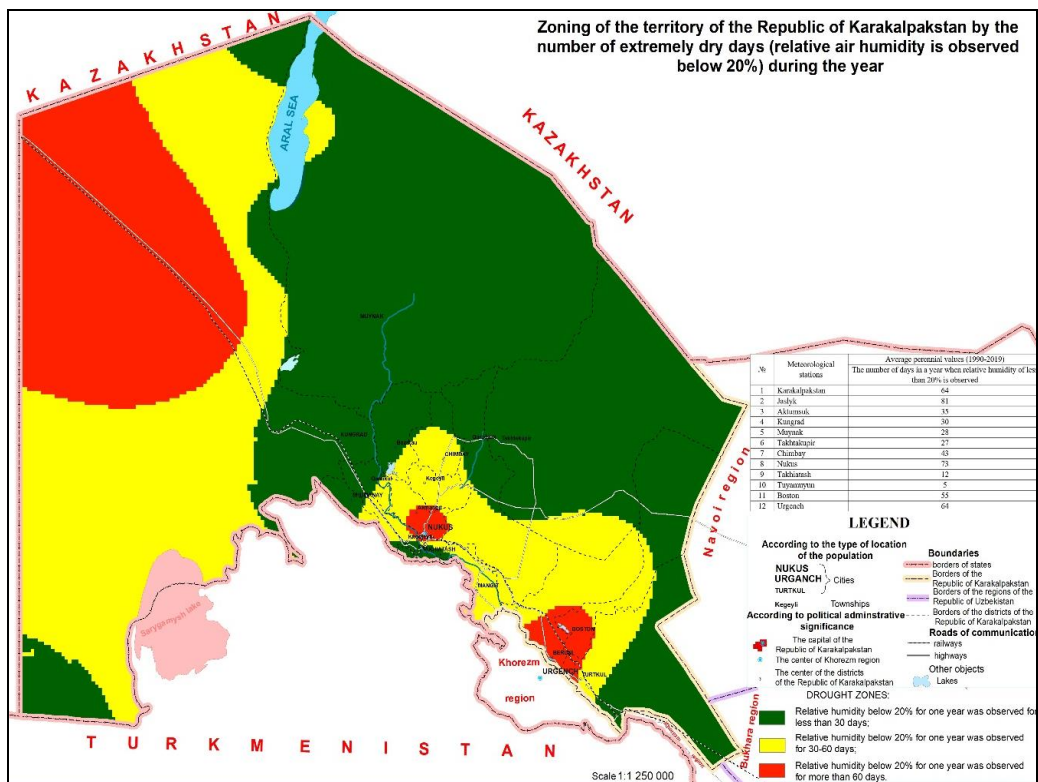 Zoning of the territory of the Republic of Karakalpakstan by the
number of extremely dry days (relative air humidity is observed
below 20%) during the year
KAZAKHSTAN
ARAL SEA
KAZAKHSTAN
Navoi region
CHIMBAY
Kegeyli
NUKUS
MANGIT
BOSTON
BERUNI
URGENCH
TURTKUL
Sarygamysh lake
Khorezm
region
Bukhara region
TURKMENISTAN
Scale 1:1 250 000
№ Meteorological stations Average perennial values (1990-2019)
The number of days in a year when relative humidity of less
than 20% is observed
1 Karakalpakstan 64
2 Jaslyk 81
3 Aktumsuk 35
4 Kungrad 30
5 Muynak 28
6 Takhtakupir 27
7 Chimbay 43
8 Nukus 73
9 Takhiatash 12
10 Tuyamuyun 5
11 Boston 55
12 Urgench 64
LEGEND
According to the type of location
of the population
NUKUS
URGANCH
TURTKUL
Cities
Kegeyli Townships
According to political adminstrative
significance
The capital of the
Republic of Karakalpakstan
The center of Khorezm region
The center of the districts
of the Republic of Karakalpakstan
Boundaries
borders of states
Borders of the
Republic of Karakalpakstan
Borders of the regions of the
Republic of Uzbekistan
Borders of the districts of the
Republic of Karakalpakstan
Roads of communication
railways
highways
Other objects
Lakes
DROUGHT ZONES:
Relative humidity below 20% for one year was observed for
less than 30 days;
Relative humidity below 20% for one year was observed
for 30-60 days;
Relative humidity below 20% for one year was observed
for more than 60 days.